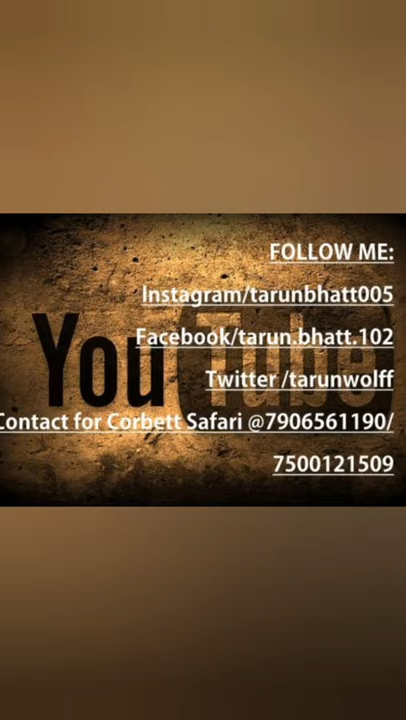 FOLLOW ME:
Instagram/tarunbhatt005
Facebook/tarun.bhatt.102
YouTube
Twitter /tarunwolff
Contact for Corbett Safari @7906561190/
7500121509